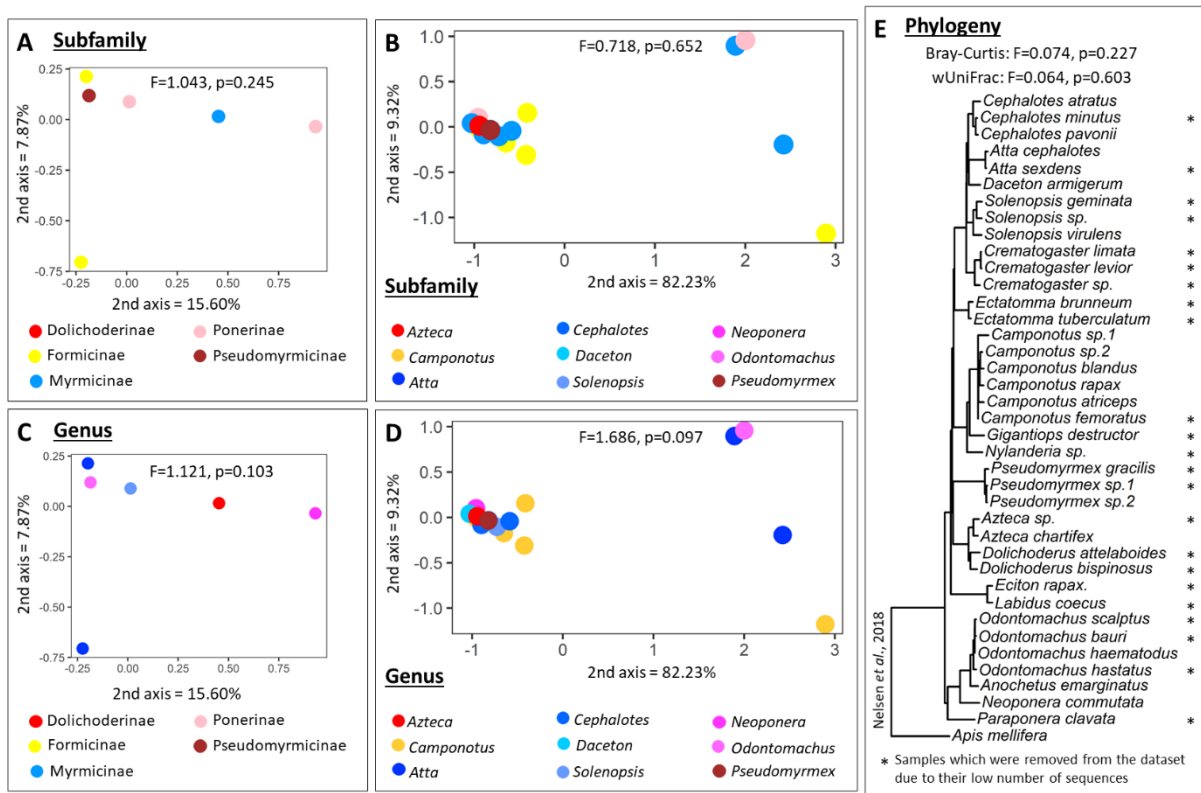 A Subfamily
F=1.043, p=0.245
0.25
0.00
-0.25
-0.50
-0.75
2nd axis = 7.87%
-0.25
0.00
0.25
0.50
0.75
2nd axis = 15.60%
Dolichoderinae
Ponerinae
Formicinae
Pseudomyrmicinae
Myrmicinae
B
F=0.718, p=0.652
1.0
0.5
0.0
-0.5
-1.0
2nd axis = 9.32%
-1
0
1
2
3
2nd axis = 82.23%
Subfamily
Azteca
Cephalotes
Neoponera
Camponotus
Daceton
Odontomachus
Atta
Solenopsis
Pseudomyrmex
C Genus
F=1.121, p=0.103
0.25
0.00
-0.25
-0.50
-0.75
2nd axis = 7.87%
-0.25
0.00
0.25
0.50
0.75
2nd axis = 15.60%
Dolichoderinae
Ponerinae
Formicinae
Pseudomyrmicinae
Myrmicinae
D
F=1.686, p=0.097
1.0
0.5
0.0
-0.5
-1.0
2nd axis = 9.32%
-1
0
1
2
3
2nd axis = 82.23%
Genus
Azteca
Cephalotes
Neoponera
Camponotus
Daceton
Odontomachus
Atta
Solenopsis
Pseudomyrmex
E Phylogeny
Bray-Curtis: F=0.074, p=0.227
wUniFrac: F=0.064, p=0.603
Cephalotes atratus
Cephalotes minutus *
Cephalotes pavonii
Atta cephalotes
Atta sexdens *
Daceton armigerum
Solenopsis geminata *
Solenopsis sp. *
Solenopsis virulens
Crematogaster limata *
Crematogaster levior *
Crematogaster sp. *
Ectatomma brunneum *
Ectatomma tuberculatum *
Camponotus sp.1
Camponotus sp.2
Camponotus blandus
Camponotus rapax
Camponotus atriceps
Camponotus femoratus *
Gigantiops destructor *
Nylanderia sp. *
Pseudomyrmex gracilis *
Pseudomyrmex sp.1 *
Pseudomyrmex sp.2
Azteca sp. *
Azteca chartifex
Dolichoderus attelaboides *
Dolichoderus bispinosus *
Eciton rapax. *
Labidus coecus *
Odontomachus scalptus *
Odontomachus bauri *
Odontomachus haematodus
Odontomachus hastatus *
Anochetus emarginatus
Neoponera commutata
Paraponera clavata *
Apis mellifera
Nelsen et al., 2018
* Samples which were removed from the dataset
due to their low number of sequences